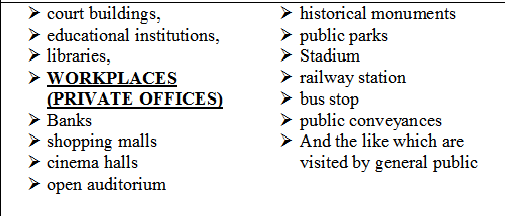 ➢ court buildings,
➢ educational institutions,
➢ libraries,
➢ WORKPLACES
(PRIVATE OFFICES)
➢ Banks
➢ shopping malls
➢ cinema halls
➢ open auditorium
➢ historical monuments
➢ public parks
➢ Stadium
➢ railway station
➢ bus stop
➢ public conveyances
➢ And the like which are
visited by general public